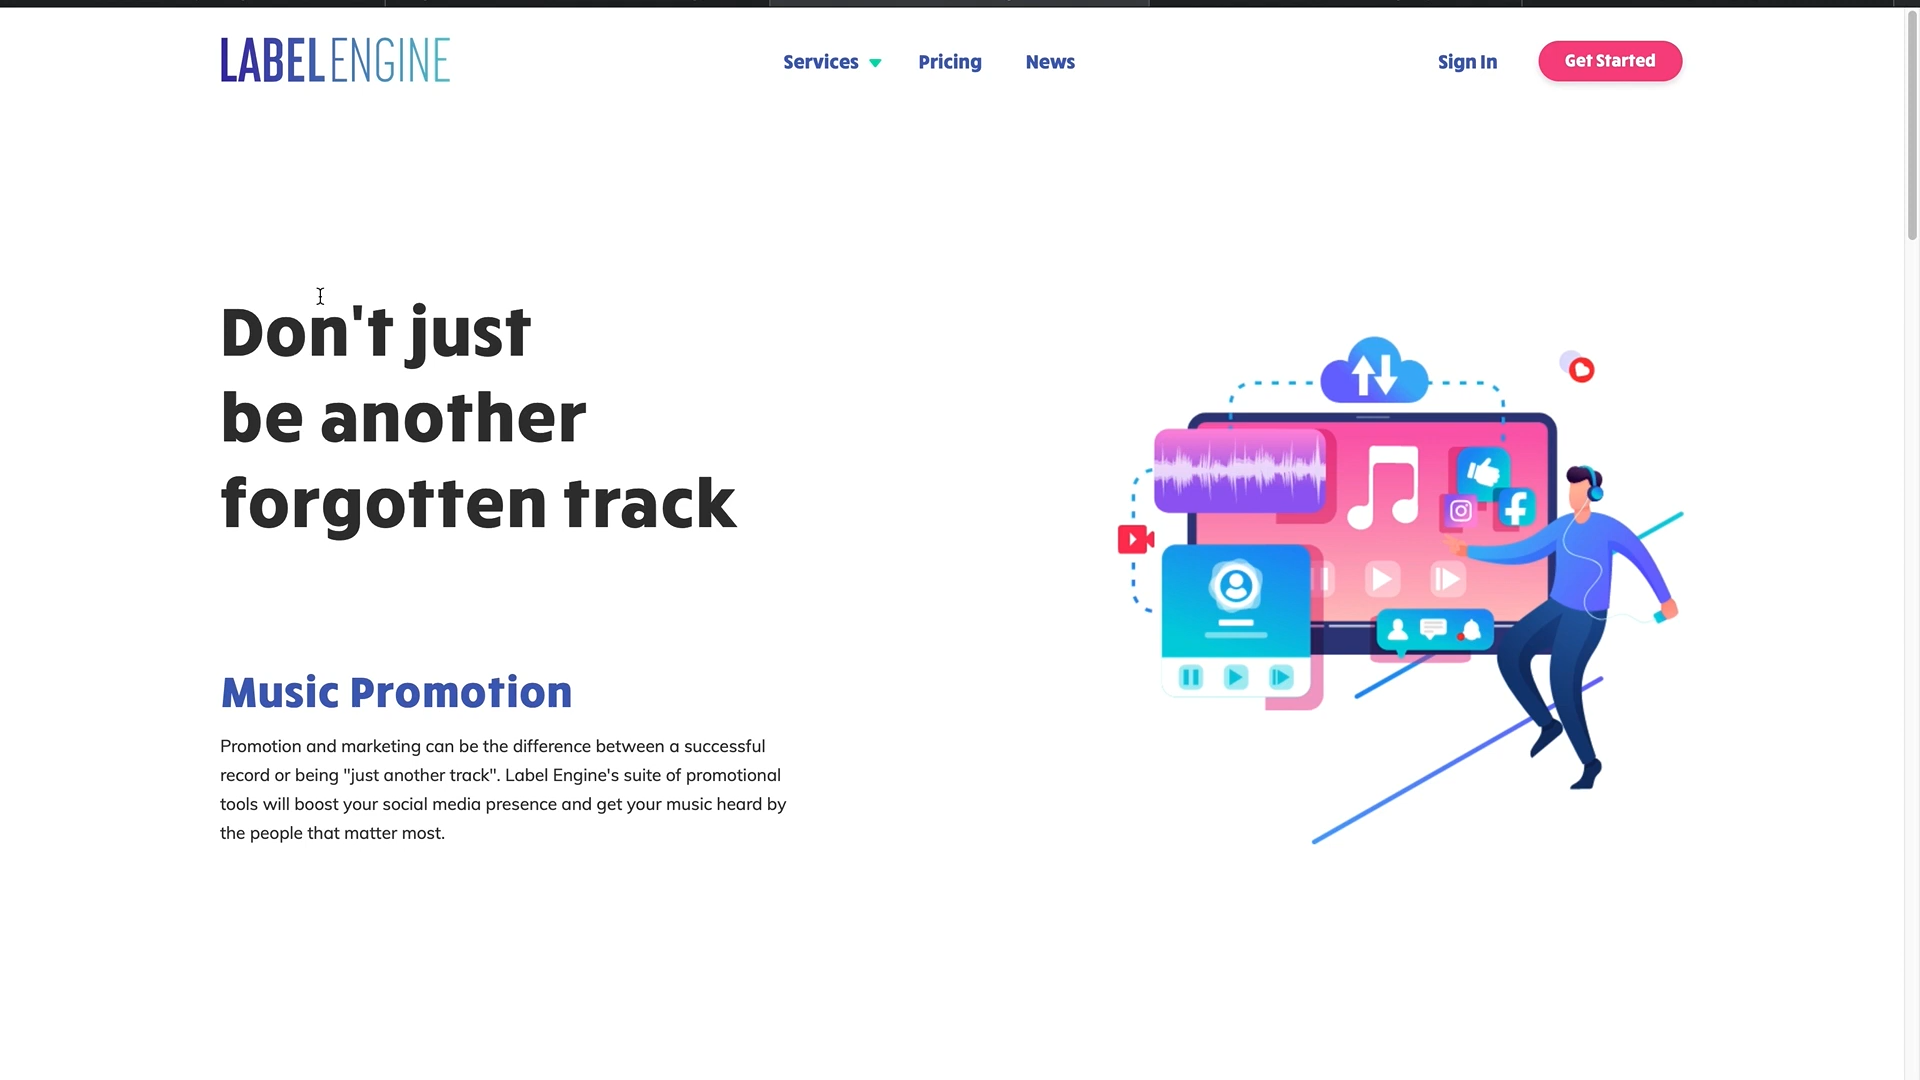 LABEL ENGINE
Services
Pricing
News
Sign In
Get Started
Don't just
be another
forgotten track
Music Promotion
Promotion and marketing can be the difference between a successful
record or being "just another track". Label Engine's suite of promotional
tools will boost your social media presence and get your music heard by
the people that matter most.